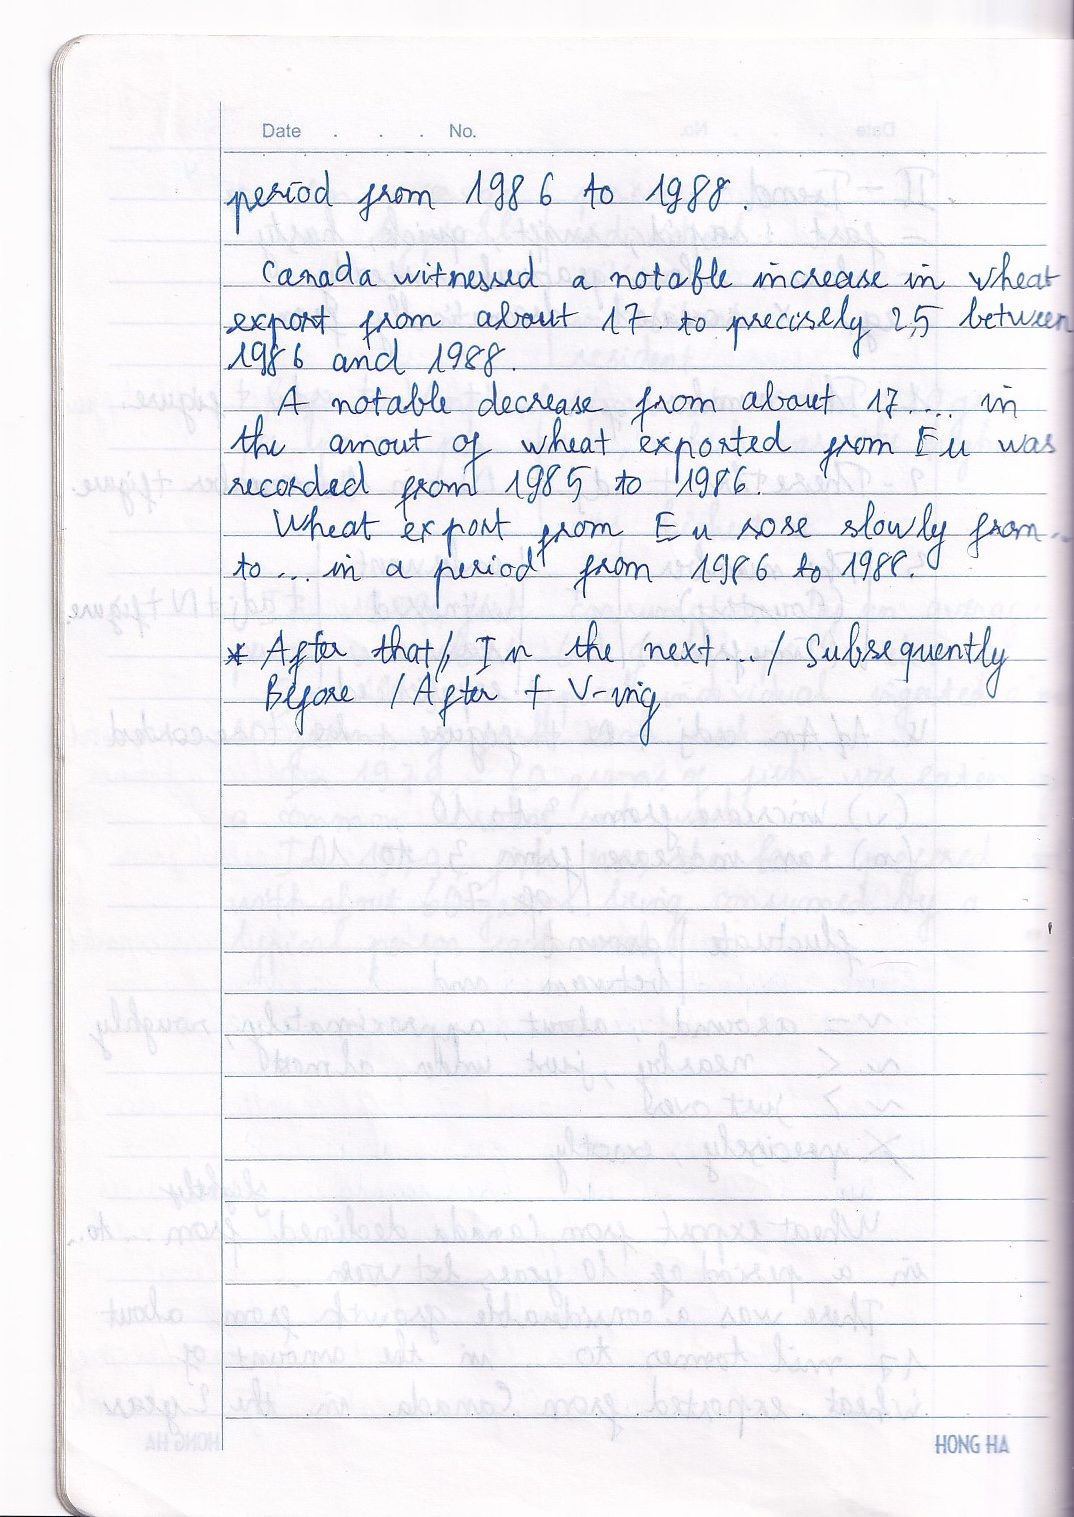 Date . . . No.
period from 1986 to 1988.
Canada witnessed a notable increase in wheat
export from about 17 to precisely 25 between
1986 and 1988.
A notable decrease from about 17.... in
the amout of wheat exported from Eu was
recorded from 1985 to 1986.
Wheat export from Eu rose slowly from...
to ... in a period from 1986 to 1988.
* After that /, In the next... / Subsequently
Before / After + V-ing
HONG HA